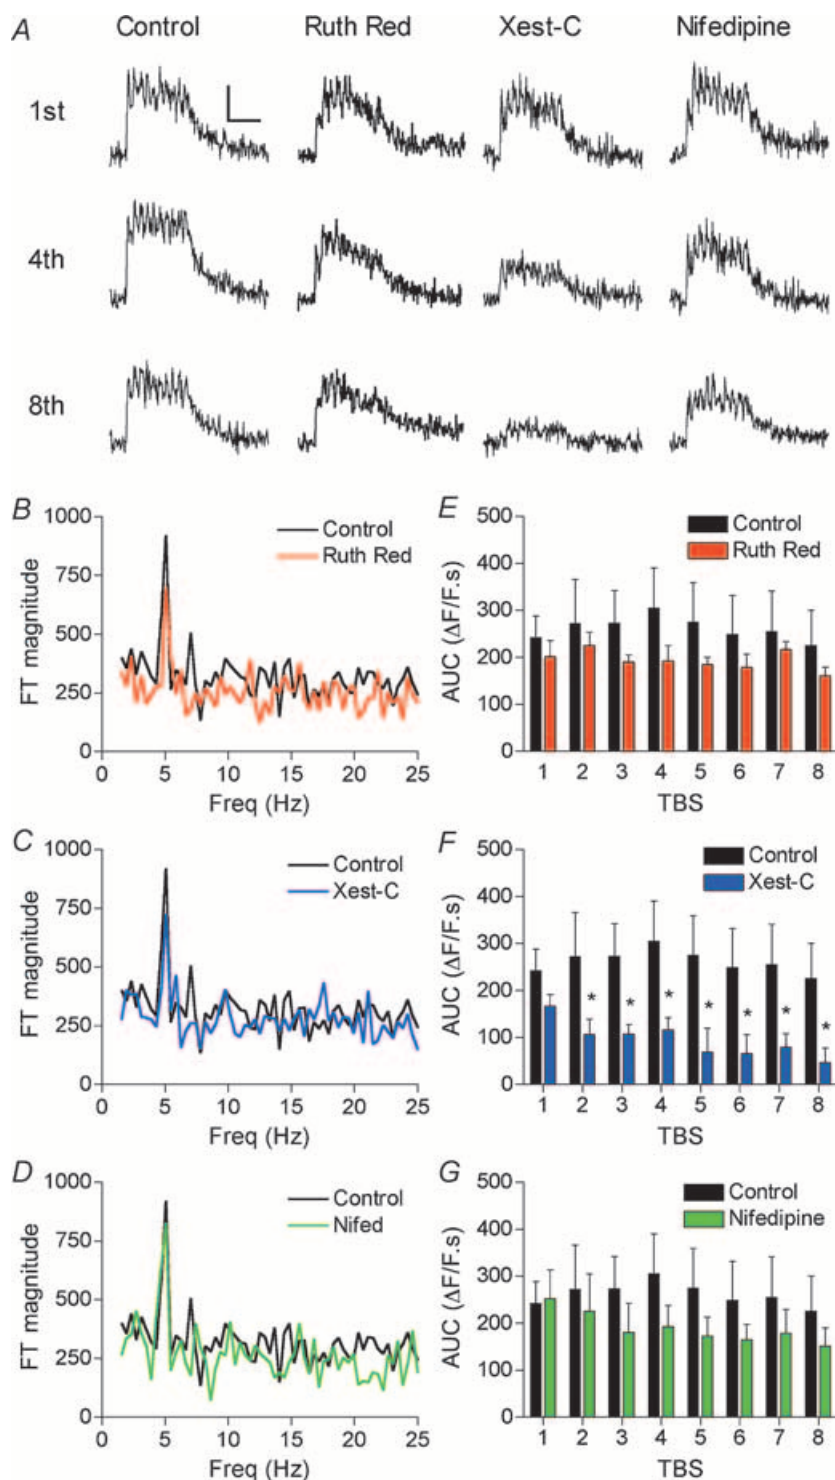 A
Control Ruth Red Xest-C Nifedipine
1st
4th
8th
B
1000
750
500
250
0
FT magnitude
Control
Ruth Red
0 5 10 15 20 25
Freq (Hz)
E
500
400
300
200
100
0
AUC (ΔF/F.s)
Control
Ruth Red
1 2 3 4 5 6 7 8
TBS
C
1000
750
500
250
0
FT magnitude
Control
Xest-C
0 5 10 15 20 25
Freq (Hz)
F
500
400
300
200
100
0
AUC (ΔF/F.s)
Control
Xest-C
* * * * * * *
1 2 3 4 5 6 7 8
TBS
D
1000
750
500
250
0
FT magnitude
Control
Nifed
0 5 10 15 20 25
Freq (Hz)
G
500
400
300
200
100
0
AUC (ΔF/F.s)
Control
Nifedipine
1 2 3 4 5 6 7 8
TBS